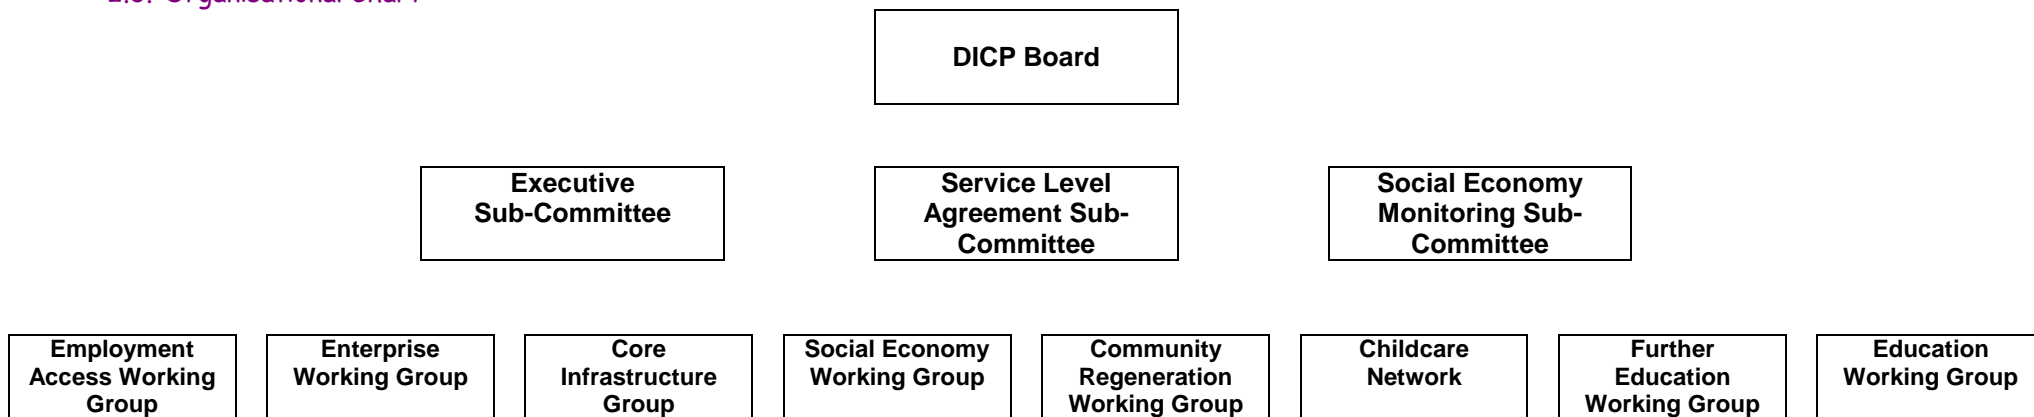 Organisational Chart
DICP Board
Executive
Sub-Committee
Service Level
Agreement Sub-
Committee
Social Economy
Monitoring Sub-
Committee
Employment
Access Working
Group
Enterprise
Working Group
Core
Infrastructure
Group
Social Economy
Working Group
Community
Regeneration
Working Group
Childcare
Network
Further
Education
Working Group
Education
Working Group